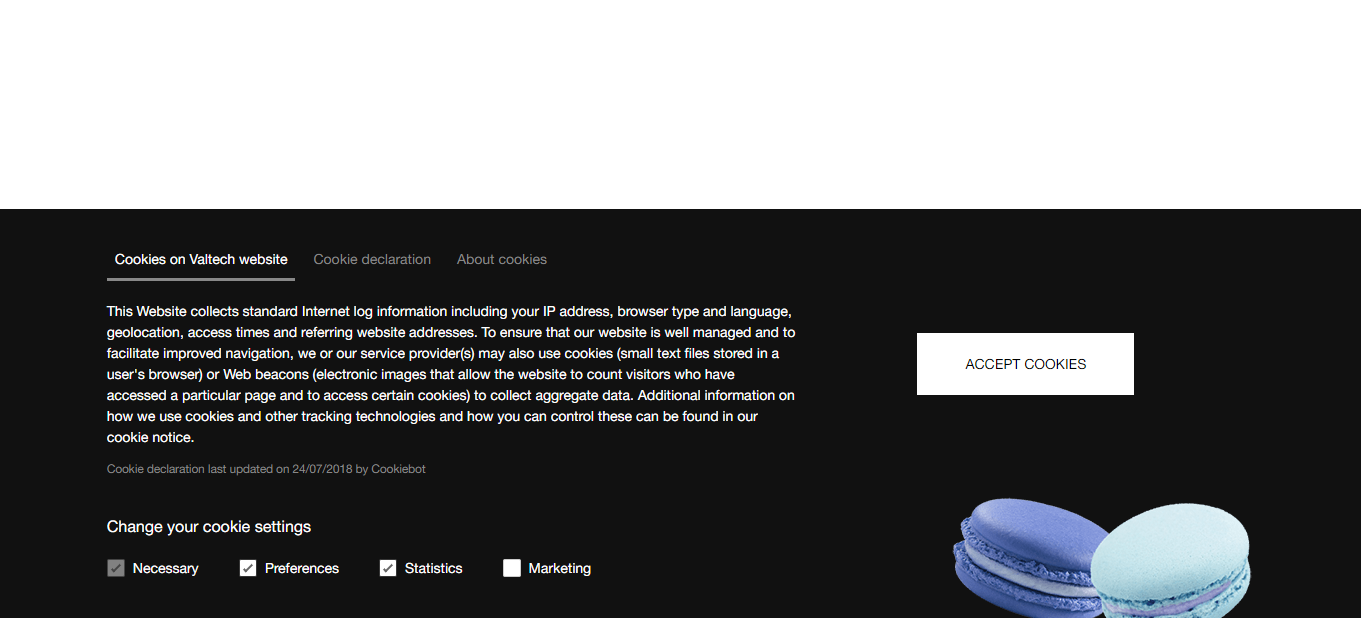 Cookies on Valtech website Cookie declaration About cookies
This Website collects standard Internet log information including your IP address, browser type and language,
geolocation, access times and referring website addresses. To ensure that our website is well managed and to
facilitate improved navigation, we or our service provider(s) may also use cookies (small text files stored in a
user's browser) or Web beacons (electronic images that allow the website to count visitors who have
accessed a particular page and to access certain cookies) to collect aggregate data. Additional information on
how we use cookies and other tracking technologies and how you can control these can be found in our
cookie notice.
Cookie declaration last updated on 24/07/2018 by Cookiebot
ACCEPT COOKIES
Change your cookie settings
Necessary Preferences Statistics Marketing